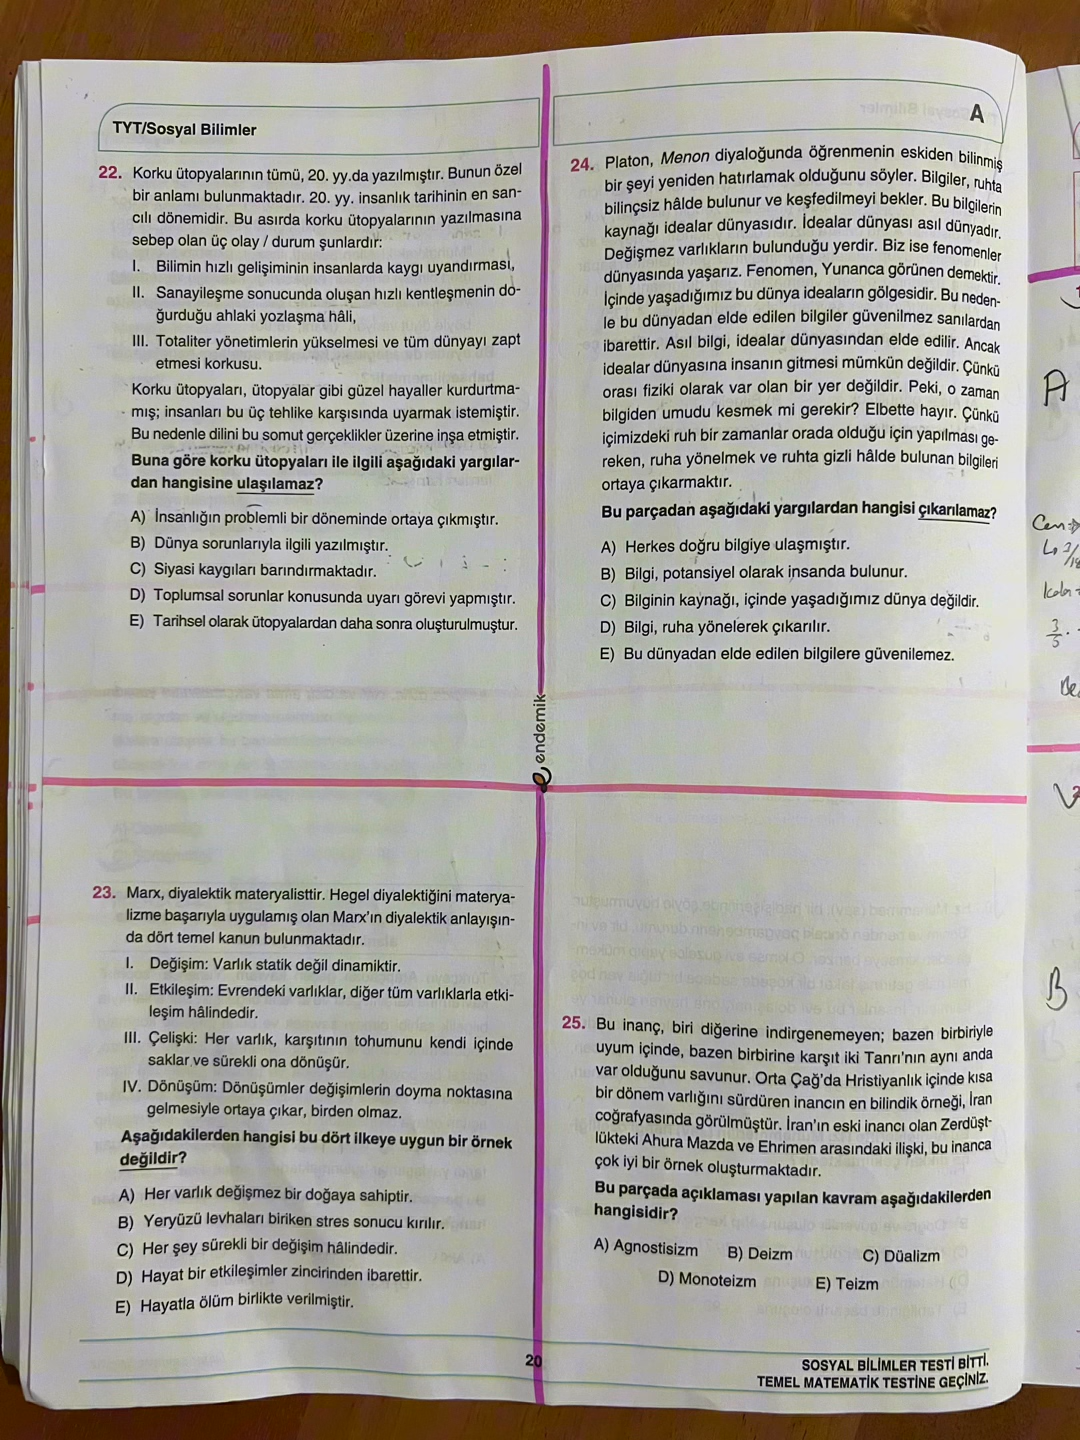 TYT/Sosyal Bilimler
22. Korku ütopyalarının tümü, 20. yy.da yazılmıştır. Bunun özel
bir anlamı bulunmaktadır. 20. yy. insanlık tarihinin en san-
cılı dönemidir. Bu asırda korku ütopyalarının yazılmasına
sebep olan üç olay / durum şunlardır:
I. Bilimin hızlı gelişiminin insanlarda kaygı uyandırması,
II. Sanayileşme sonucunda oluşan hızlı kentleşmenin do-
ğurduğu ahlaki yozlaşma hâli,
III. Totaliter yönetimlerin yükselmesi ve tüm dünyayı zapt
etmesi korkusu.
Korku ütopyaları, ütopyalar gibi güzel hayaller kurdurtma-
mış; insanları bu üç tehlike karşısında uyarmak istemiştir.
Bu nedenle dilini bu somut gerçeklikler üzerine inşa etmiştir.
Buna göre korku ütopyaları ile ilgili aşağıdaki yargılar-
dan hangisine ulaşılamaz?
A) İnsanlığın problemli bir döneminde ortaya çıkmıştır.
B) Dünya sorunlarıyla ilgili yazılmıştır.
C) Siyasi kaygıları barındırmaktadır.
D) Toplumsal sorunlar konusunda uyarı görevi yapmıştır.
E) Tarihsel olarak ütopyalardan daha sonra oluşturulmuştur.
23. Marx, diyalektik materyalisttir. Hegel diyalektiğini materya-
lizme başarıyla uygulamış olan Marx'ın diyalektik anlayışın-
da dört temel kanun bulunmaktadır.
I. Değişim: Varlık statik değil dinamiktir.
II. Etkileşim: Evrendeki varlıklar, diğer tüm varlıklarla etki-
leşim hâlindedir.
III. Çelişki: Her varlık, karşıtının tohumunu kendi içinde
saklar ve sürekli ona dönüşür.
IV. Dönüşüm: Dönüşümler değişimlerin doyma noktasına
gelmesiyle ortaya çıkar, birden olmaz.
Aşağıdakilerden hangisi bu dört ilkeye uygun bir örnek
değildir?
A) Her varlık değişmez bir doğaya sahiptir.
B) Yeryüzü levhaları biriken stres sonucu kırılır.
C) Her şey sürekli bir değişim hâlindedir.
D) Hayat bir etkileşimler zincirinden ibarettir.
E) Hayatla ölüm birlikte verilmiştir.
endemik
A
24. Platon, Menon diyaloğunda öğrenmenin eskiden bilinmiş
bir şeyi yeniden hatırlamak olduğunu söyler. Bilgiler, ruhta
bilinçsiz hâlde bulunur ve keşfedilmeyi bekler. Bu bilgilerin
kaynağı idealar dünyasıdır. İdealar dünyası asıl dünyadır.
Değişmez varlıkların bulunduğu yerdir. Biz ise fenomenler
dünyasında yaşarız. Fenomen, Yunanca görünen demektir.
İçinde yaşadığımız bu dünya ideaların gölgesidir. Bu neden-
le bu dünyadan elde edilen bilgiler güvenilmez sanılardan
ibarettir. Asıl bilgi, idealar dünyasından elde edilir. Ancak
idealar dünyasına insanın gitmesi mümkün değildir. Çünkü
orası fiziki olarak var olan bir yer değildir. Peki, o zaman
bilgiden umudu kesmek mi gerekir? Elbette hayır. Çünkü
içimizdeki ruh bir zamanlar orada olduğu için yapılması ge-
reken, ruha yönelmek ve ruhta gizli hâlde bulunan bilgileri
ortaya çıkarmaktır.
Bu parçadan aşağıdaki yargılardan hangisi çıkarılamaz?
A) Herkes doğru bilgiye ulaşmıştır.
B) Bilgi, potansiyel olarak insanda bulunur.
C) Bilginin kaynağı, içinde yaşadığımız dünya değildir.
D) Bilgi, ruha yönelerek çıkarılır.
E) Bu dünyadan elde edilen bilgilere güvenilemez.
25. Bu inanç, biri diğerine indirgenemeyen; bazen birbiriyle
uyum içinde, bazen birbirine karşıt iki Tanrı'nın aynı anda
var olduğunu savunur. Orta Çağ'da Hristiyanlık içinde kısa
bir dönem varlığını sürdüren inancın en bilindik örneği, İran
coğrafyasında görülmüştür. İran'ın eski inancı olan Zerdüşt-
lükteki Ahura Mazda ve Ehrimen arasındaki ilişki, bu inanca
çok iyi bir örnek oluşturmaktadır.
Bu parçada açıklaması yapılan kavram aşağıdakilerden
hangisidir?
A) Agnostisizm B) Deizm C) Düalizm
D) Monoteizm E) Teizm
20
SOSYAL BİLİMLER TESTİ BİTTİ.
TEMEL MATEMATİK TESTİNE GEÇİNİZ.
A
B